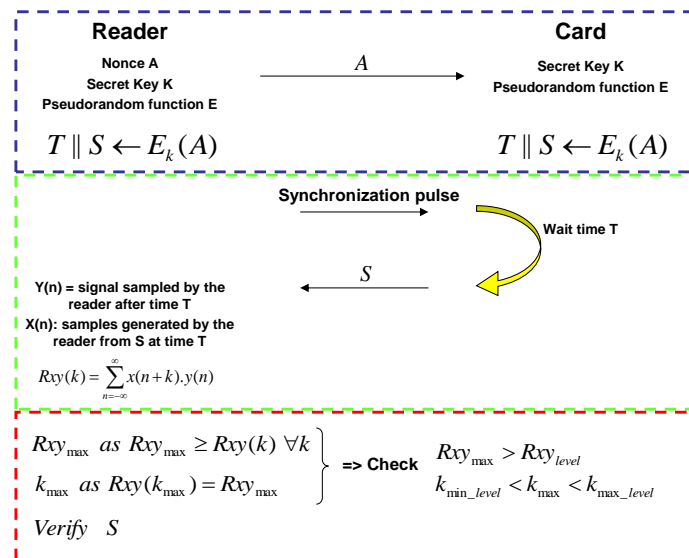 Reader
Card
Nonce A
Secret Key K
Pseudorandom function E
A
Secret Key K
Pseudorandom function E
T || S ← E_k(A)
T || S ← E_k(A)
Synchronization pulse
Wait time T
S
Y(n) = signal sampled by the
reader after time T
X(n): samples generated by the
reader from S at time T
Rxy(k) = ∑_{n=-∞}^{∞} x(n+k).y(n)
Rxy_max as Rxy_max ≥ Rxy(k) ∀k
k_max as Rxy(k_max) = Rxy_max
=> Check
Rxy_max > Rxy_level
k_min_level < k_max < k_max_level
Verify S